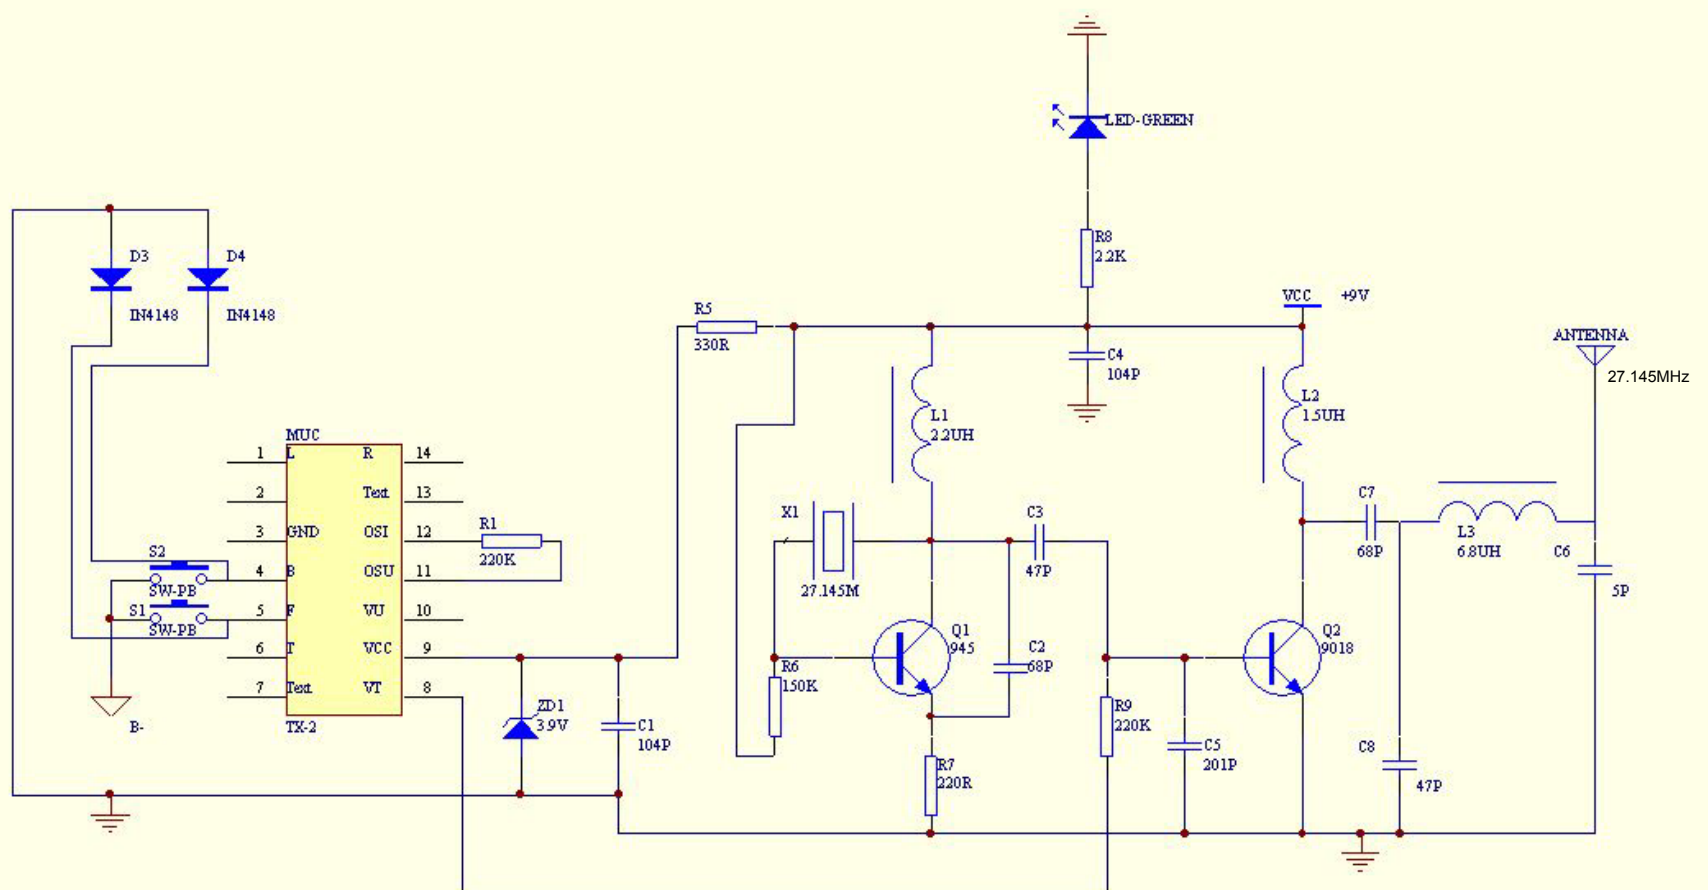 LED-GREEN
R8
2.2K
D3
D4
IN4148
IN4148
R5
330R
VCC
+9V
ANTENNA
27.145MHz
C4
104P
L1
2.2UH
L2
1.5UH
MUC
1
L
R
14
2
Text
13
3
GND
OSI
12
4
B
OSU
11
5
F
VU
10
6
T
VCC
9
7
Text
VT
8
TX-2
R1
220K
S2
SW-PB
S1
SW-PB
B-
X1
27.145M
C3
47P
C7
68P
L3
6.8UH
C6
5P
Q1
945
C2
68P
Q2
9018
R6
150K
ZD1
3.9V
C1
104P
R9
220K
C5
201P
R7
220R
C8
47P